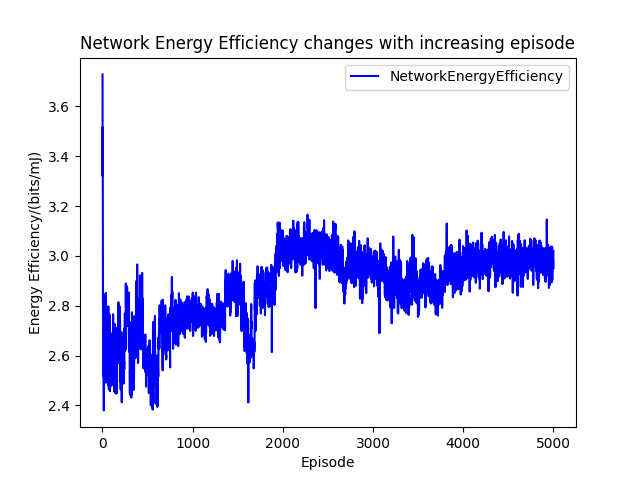 Network Energy Efficiency changes with increasing episode
NetworkEnergyEfficiency
Energy Efficiency/(bits/mJ)
3.6
3.4
3.2
3.0
2.8
2.6
2.4
0 1000 2000 3000 4000 5000
Episode